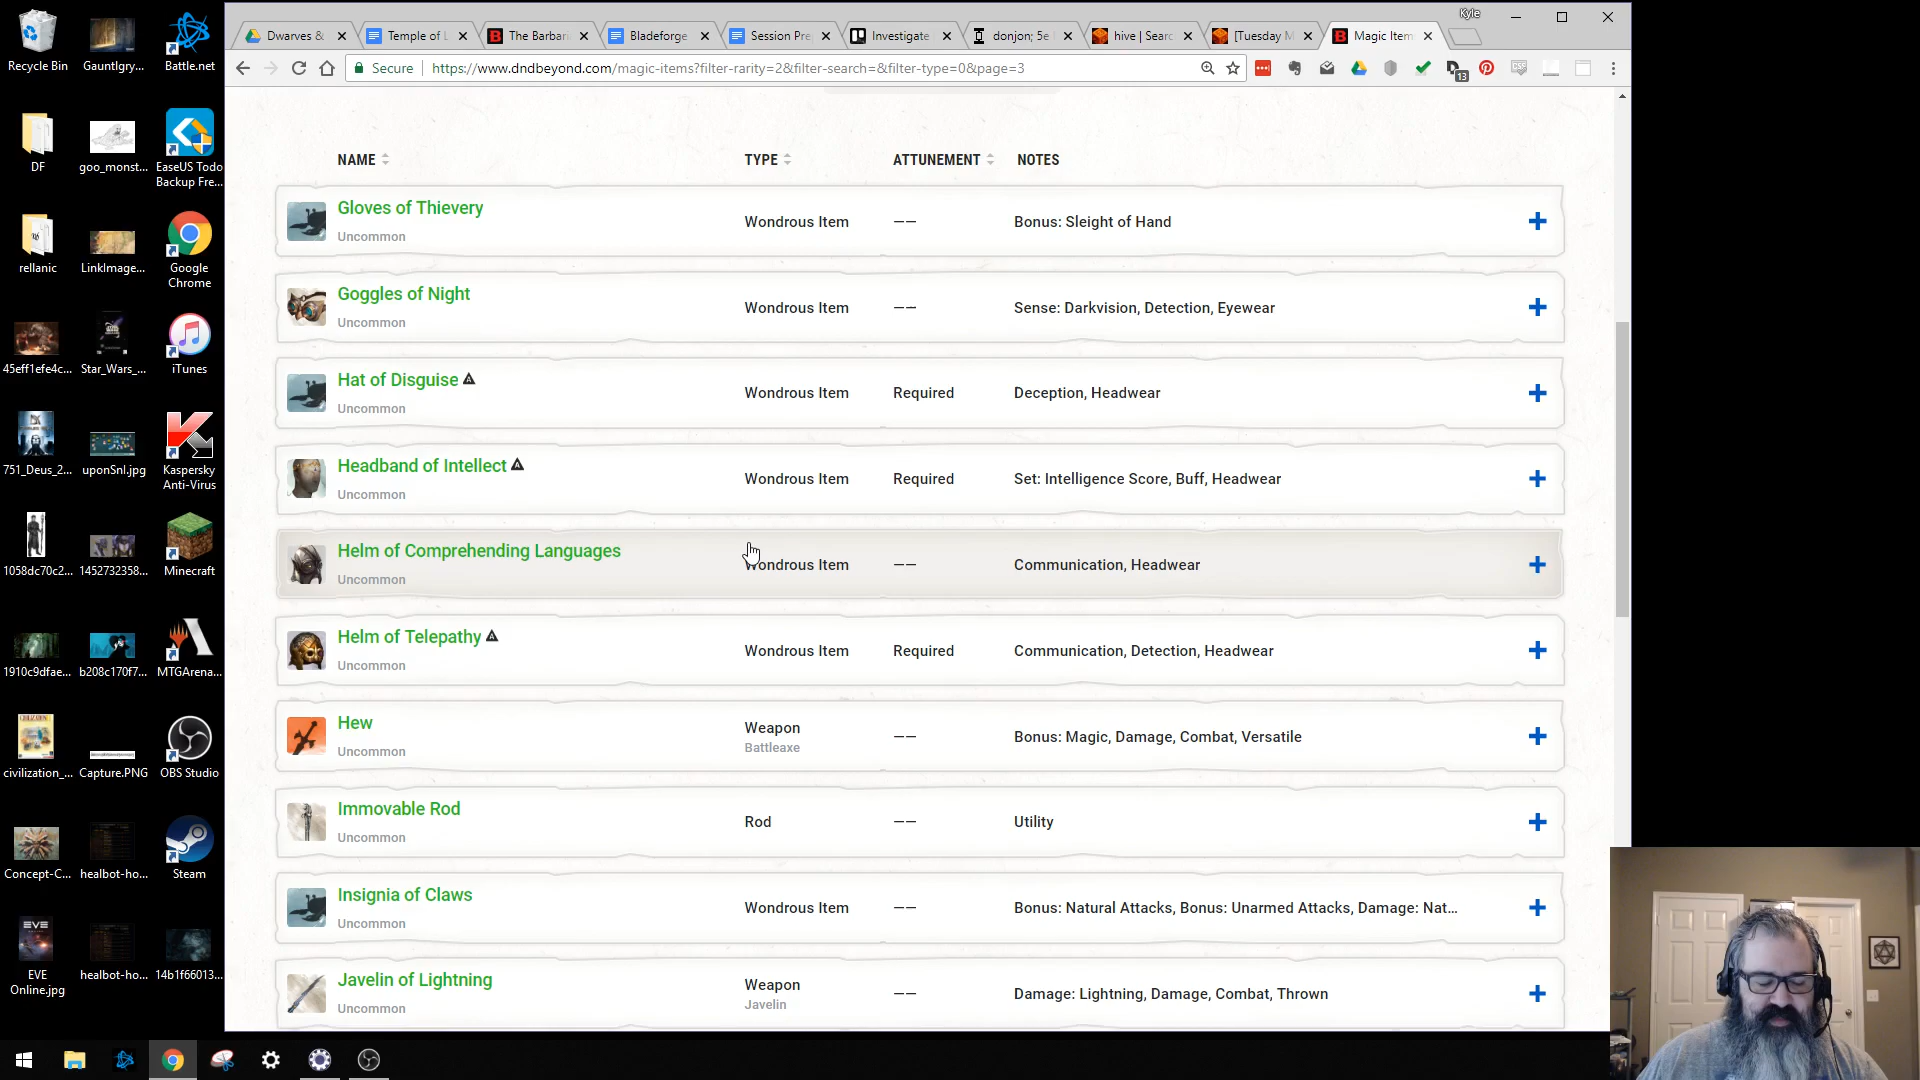 Kyle
Dwarves &
Temple of L
The Barbari
Bladeforge
Session Pre
Investigate
donjon; 5e
hive | Searc
[Tuesday M
Magic Item
Secure
https://www.dndbeyond.com/magic-items?filter-rarity=2&filter-search=&filter-type=0&page=3
13
NAME
TYPE
ATTUNEMENT
NOTES
Gloves of Thievery
Uncommon
Wondrous Item
——
Bonus: Sleight of Hand
Goggles of Night
Uncommon
Wondrous Item
——
Sense: Darkvision, Detection, Eyewear
Hat of Disguise
Uncommon
Wondrous Item
Required
Deception, Headwear
Headband of Intellect
Uncommon
Wondrous Item
Required
Set: Intelligence Score, Buff, Headwear
Helm of Comprehending Languages
Uncommon
Wondrous Item
——
Communication, Headwear
Helm of Telepathy
Uncommon
Wondrous Item
Required
Communication, Detection, Headwear
Hew
Uncommon
Weapon
Battleaxe
——
Bonus: Magic, Damage, Combat, Versatile
Immovable Rod
Uncommon
Rod
——
Utility
Insignia of Claws
Uncommon
Wondrous Item
——
Bonus: Natural Attacks, Bonus: Unarmed Attacks, Damage: Nat...
Javelin of Lightning
Uncommon
Weapon
Javelin
——
Damage: Lightning, Damage, Combat, Thrown
Recycle Bin
Gauntlgry...
Battle.net
DF
goo_monst...
EaseUS Todo
Backup Fre...
rellanic
LinkImage...
Google
Chrome
45eff1efe4c...
Star_Wars_...
iTunes
751_Deus_2...
uponSnl.jpg
Kaspersky
Anti-Virus
1058dc70c2...
1452732358...
Minecraft
1910c9dfae...
b208c170f7...
MTGArena...
civilization_...
Capture.PNG
OBS Studio
Concept-C...
healbot-ho...
Steam
EVE
Online.jpg
healbot-ho...
14b1f66013...